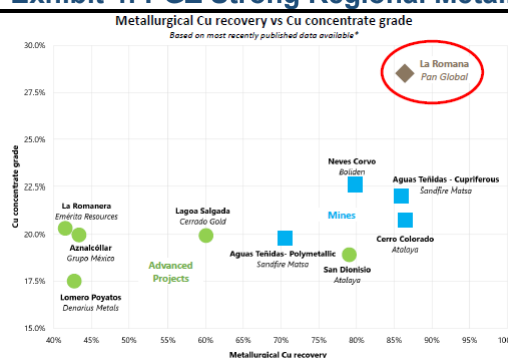 Metallurgical Cu recovery vs Cu concentrate grade
Based on most recently published data available*
Cu concentrate grade
30.0%
27.5%
25.0%
22.5%
20.0%
17.5%
15.0%
La Romana
Pan Global
Neves Corvo
Boliden
Aguas Teñidas - Cupriferous
Sandfire Matsa
Mines
La Romanera
Emérita Resources
Lagoa Salgada
Cerrado Gold
Aznalcóllar
Grupo México
Cerro Colorado
Atalaya
Aguas Teñidas- Polymetallic
Sandfire Matsa
Advanced
Projects
San Dionisio
Atalaya
Lomero Poyatos
Denarius Metals
40%
45%
50%
55%
60%
65%
70%
75%
80%
85%
90%
95%
Metallurgical Cu recovery